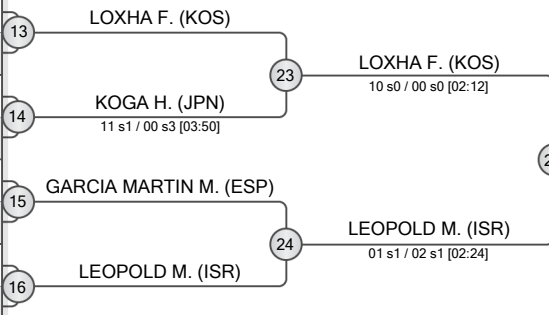 13
LOXHA F. (KOS)
14
KOGA H. (JPN)
11 s1 / 00 s3 [03:50]
23
LOXHA F. (KOS)
10 s0 / 00 s0 [02:12]
15
GARCIA MARTIN M. (ESP)
16
LEOPOLD M. (ISR)
24
LEOPOLD M. (ISR)
01 s1 / 02 s1 [02:24]